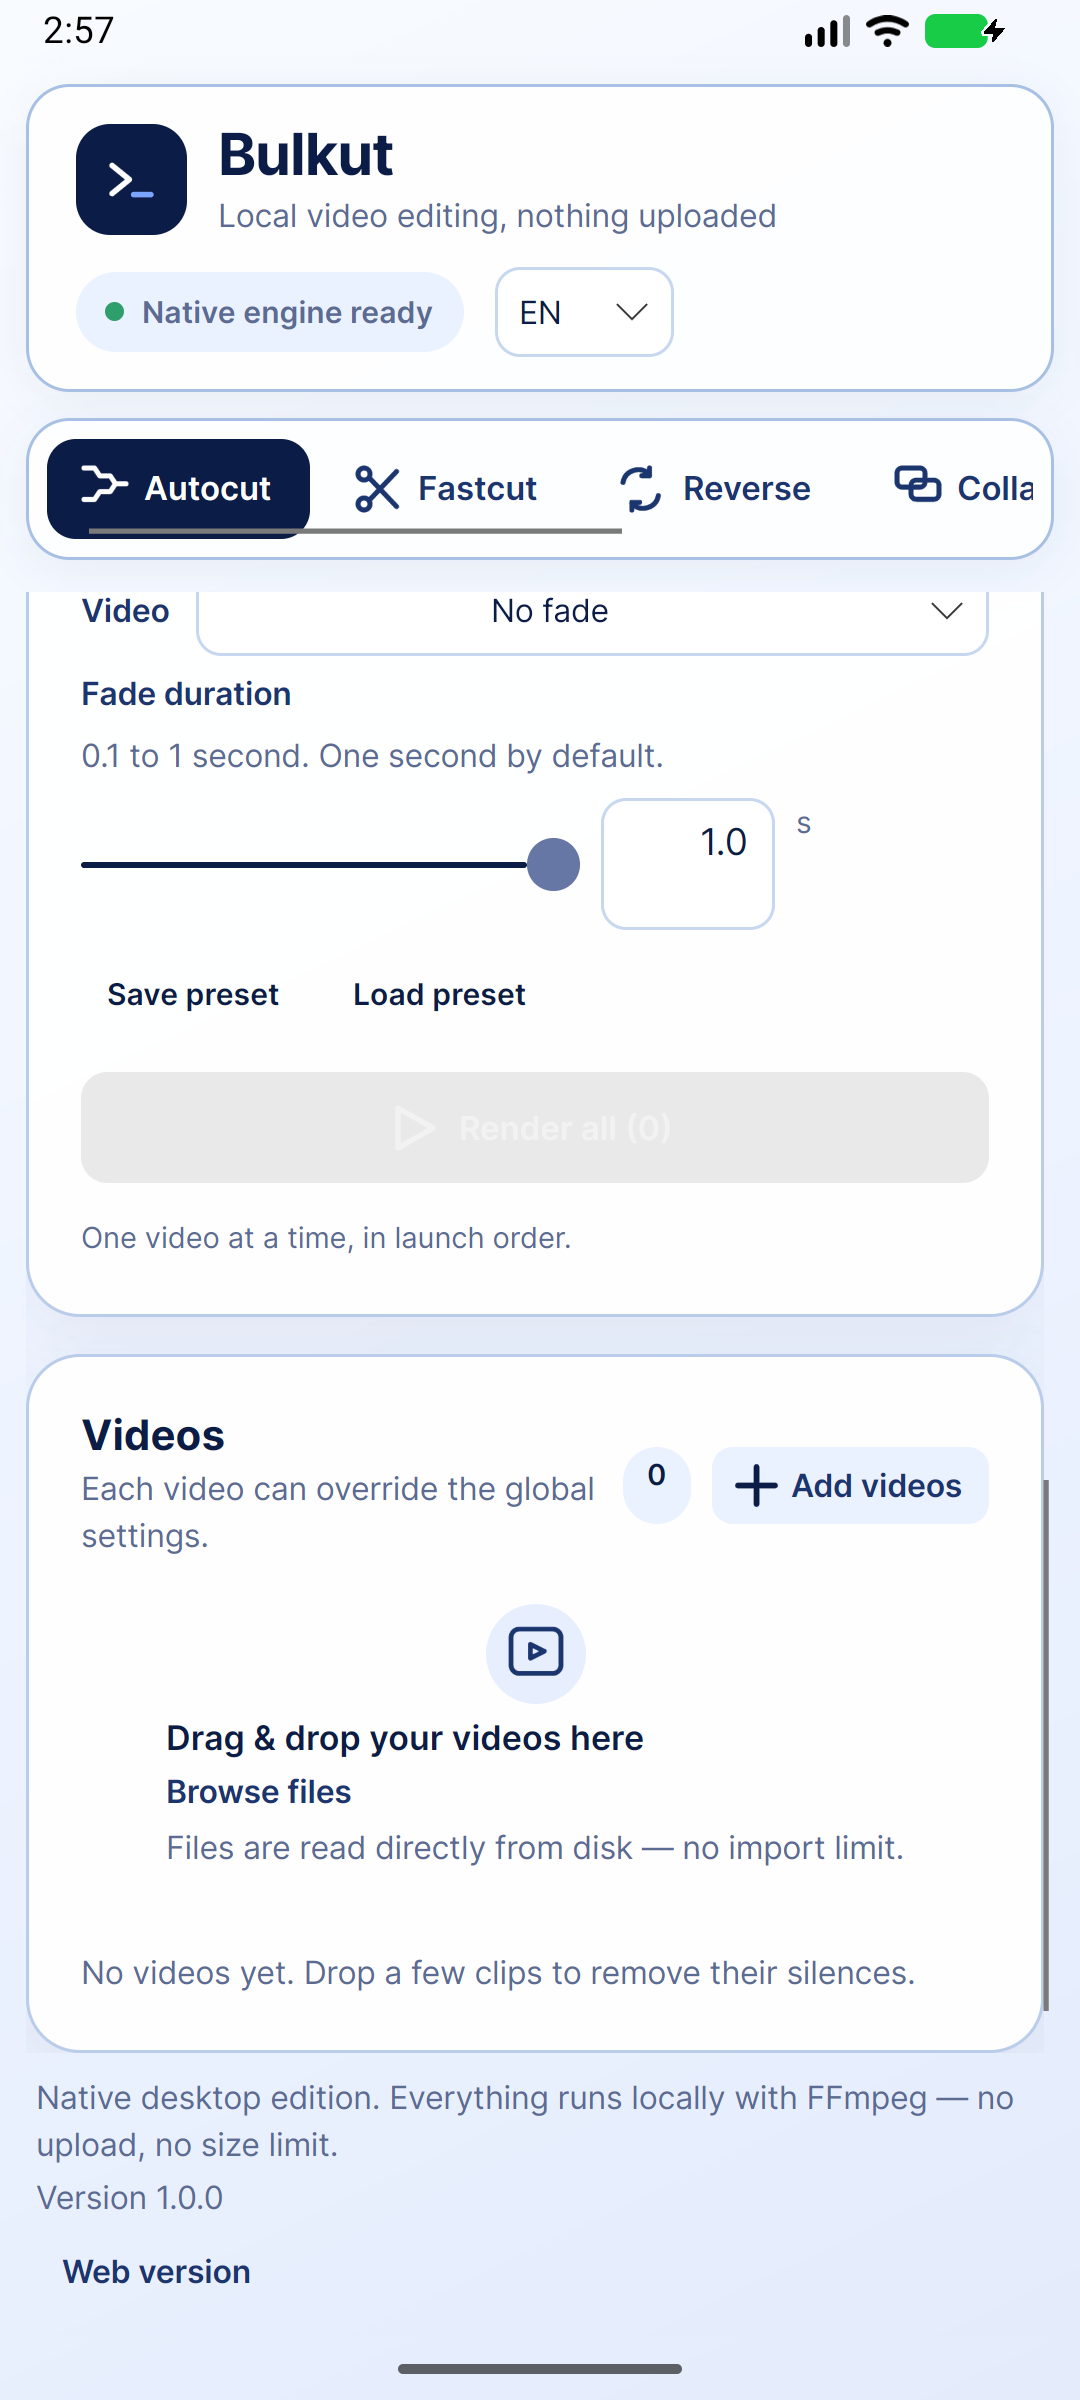 2:57
Bulkut
Local video editing, nothing uploaded
Native engine ready
EN
Autocut
Fastcut
Reverse
Colla
Video
No fade
Fade duration
0.1 to 1 second. One second by default.
1.0
s
Save preset
Load preset
Render all (0)
One video at a time, in launch order.
Videos
Each video can override the global
settings.
0
Add videos
Drag & drop your videos here
Browse files
Files are read directly from disk — no import limit.
No videos yet. Drop a few clips to remove their silences.
Native desktop edition. Everything runs locally with FFmpeg — no
upload, no size limit.
Version 1.0.0
Web version